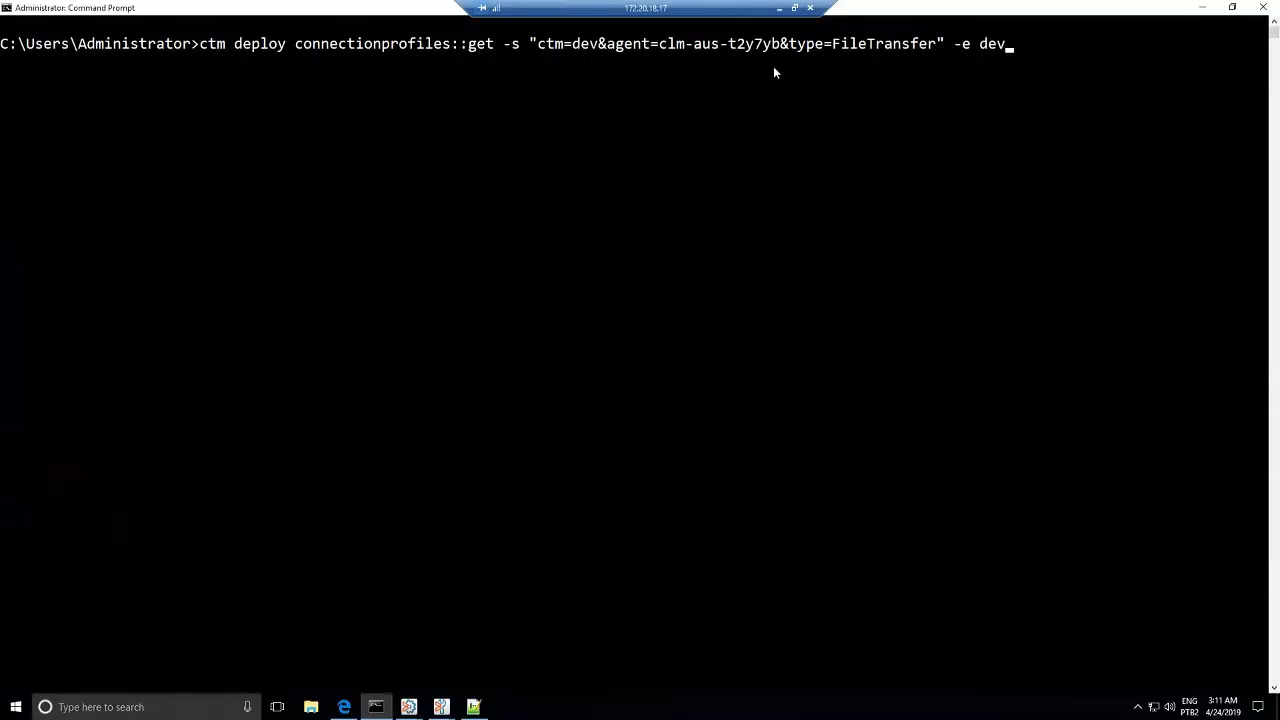 Administrator: Command Prompt
172.20.18.17
C:\Users\Administrator>ctm deploy connectionprofiles::get -s "ctm=dev&agent=clm-aus-t2y7yb&type=FileTransfer" -e dev
Type here to search
ENG
PTB2
3:11 AM
4/24/2019